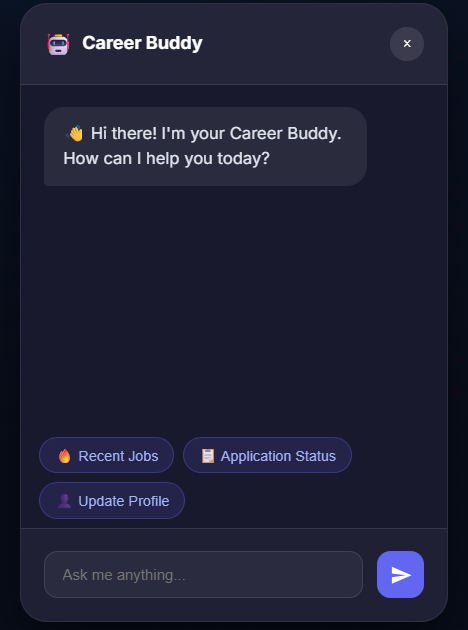 Career Buddy
x
👋 Hi there! I'm your Career Buddy.
How can I help you today?
🔥 Recent Jobs
📋 Application Status
👤 Update Profile
Ask me anything...